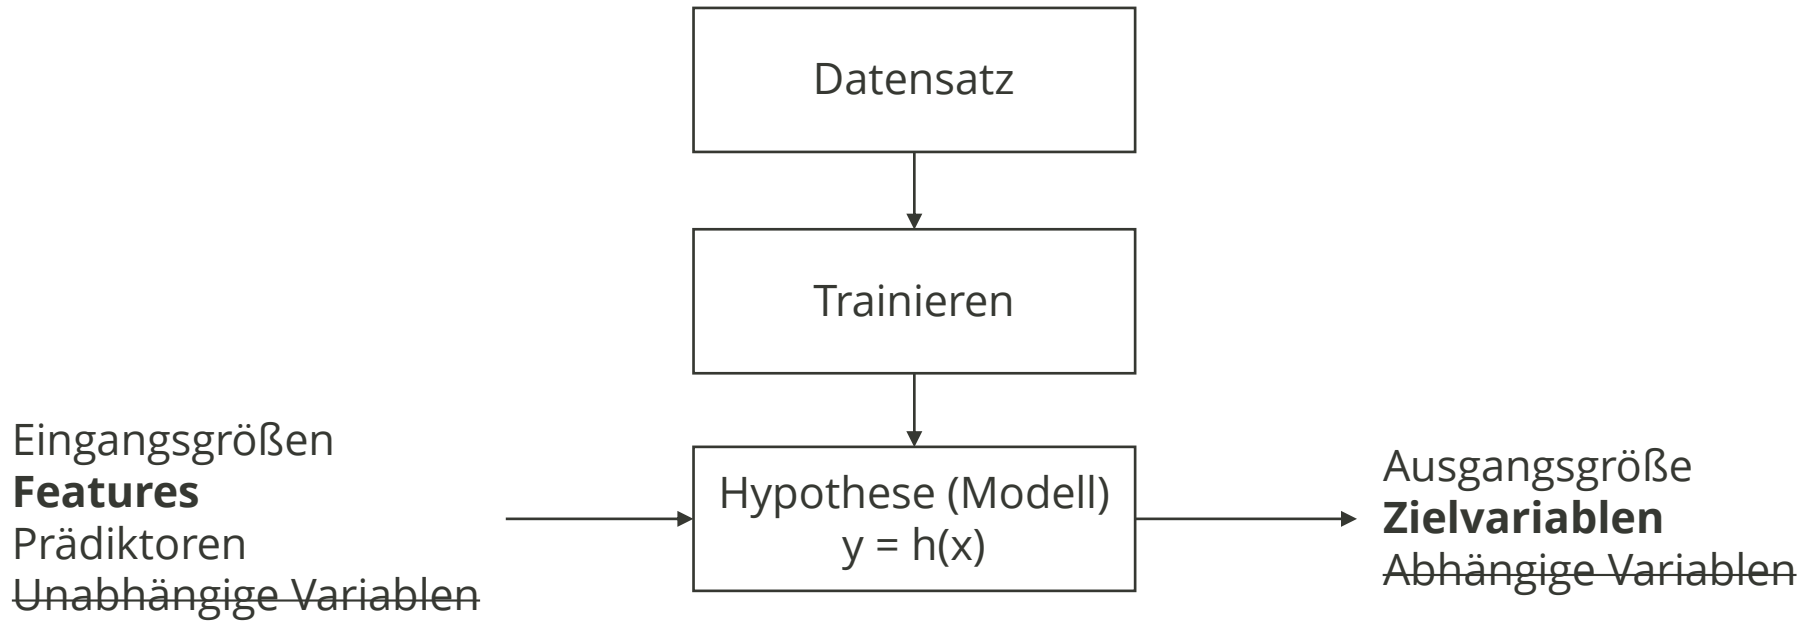 Datensatz
Trainieren
Eingangsgrößen
Features
Prädiktoren
Unabhängige Variablen
Hypothese (Modell)
y = h(x)
Ausgangsgröße
Zielvariablen
Abhängige Variablen